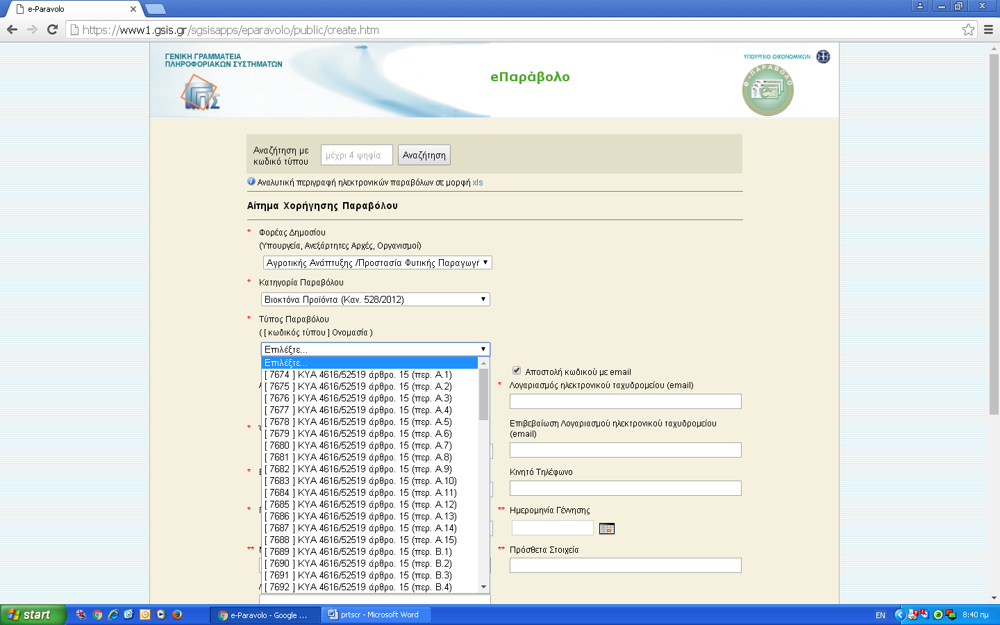 e-Paravolo
https://www1.gsis.gr/sgsisapps/eparavolo/public/create.htm
ΓΕΝΙΚΗ ΓΡΑΜΜΑΤΕΙΑ
ΠΛΗΡΟΦΟΡΙΑΚΩΝ ΣΥΣΤΗΜΑΤΩΝ
eΠαράβολο
ΥΠΟΥΡΓΕΙΟ ΟΙΚΟΝΟΜΙΚΩΝ
e-ΠΑΡΑΒΟΛΟ
Αναζήτηση με
κωδικό τύπου
μέχρι 4 ψηφία
Αναζήτηση
Αναλυτική περιγραφή ηλεκτρονικών παραβόλων σε μορφή xls
Αίτημα Χορήγησης Παραβόλου
* Φορέας Δημοσίου
(Υπουργεία, Ανεξάρτητες Αρχές, Οργανισμοί)
Αγροτικής Ανάπτυξης /Προστασία Φυτικής Παραγωγή
* Κατηγορία Παραβόλου
Βιοκτόνα Προϊόντα (Καν. 528/2012)
* Τύπος Παραβόλου
( [ κωδικός τύπου ] Ονομασία )
Επιλέξτε...
Επιλέξτε...
[ 7674 ] ΚΥΑ 4616/52519 άρθρο. 15 (περ. Α.1)
[ 7675 ] ΚΥΑ 4616/52519 άρθρο. 15 (περ. Α.2)
[ 7676 ] ΚΥΑ 4616/52519 άρθρο. 15 (περ. Α.3)
[ 7677 ] ΚΥΑ 4616/52519 άρθρο. 15 (περ. Α.4)
[ 7678 ] ΚΥΑ 4616/52519 άρθρο. 15 (περ. Α.5)
[ 7679 ] ΚΥΑ 4616/52519 άρθρο. 15 (περ. Α.6)
[ 7680 ] ΚΥΑ 4616/52519 άρθρο. 15 (περ. Α.7)
[ 7681 ] ΚΥΑ 4616/52519 άρθρο. 15 (περ. Α.8)
[ 7682 ] ΚΥΑ 4616/52519 άρθρο. 15 (περ. Α.9)
[ 7683 ] ΚΥΑ 4616/52519 άρθρο. 15 (περ. Α.10)
[ 7684 ] ΚΥΑ 4616/52519 άρθρο. 15 (περ. Α.11)
[ 7685 ] ΚΥΑ 4616/52519 άρθρο. 15 (περ. Α.12)
[ 7686 ] ΚΥΑ 4616/52519 άρθρο. 15 (περ. Α.13)
[ 7687 ] ΚΥΑ 4616/52519 άρθρο. 15 (περ. Α.14)
[ 7688 ] ΚΥΑ 4616/52519 άρθρο. 15 (περ. Α.15)
[ 7689 ] ΚΥΑ 4616/52519 άρθρο. 15 (περ. Β.1)
[ 7690 ] ΚΥΑ 4616/52519 άρθρο. 15 (περ. Β.2)
[ 7691 ] ΚΥΑ 4616/52519 άρθρο. 15 (περ. Β.3)
[ 7692 ] ΚΥΑ 4616/52519 άρθρο. 15 (περ. Β.4)
Αποστολή κωδικού με email
* Λογαριασμός ηλεκτρονικού ταχυδρομείου (email)
Επιβεβαίωση Λογαριασμού ηλεκτρονικού ταχυδρομείου
(email)
Κινητό Τηλέφωνο
** Ημερομηνία Γέννησης
** Πρόσθετα Στοιχεία
start
e-Paravolo - Google ...
prtscr - Microsoft Word
EN
8:40 πμ